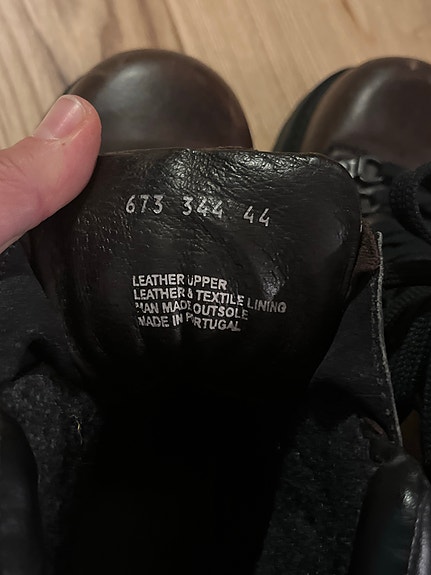 673 344 44
LEATHER UPPER
LEATHER & TEXTILE LINING
MAN MADE OUTSOLE
MADE IN PORTUGAL